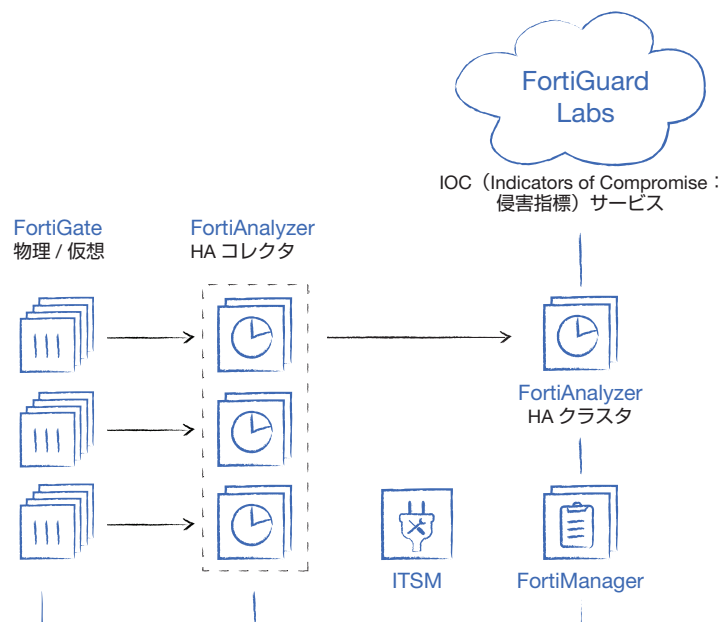 FortiGuard
Labs
IOC（Indicators of Compromise：
侵害指標）サービス
FortiGate
物理 / 仮想
FortiAnalyzer
HA コレクタ
FortiAnalyzer
HA クラスタ
ITSM
FortiManager